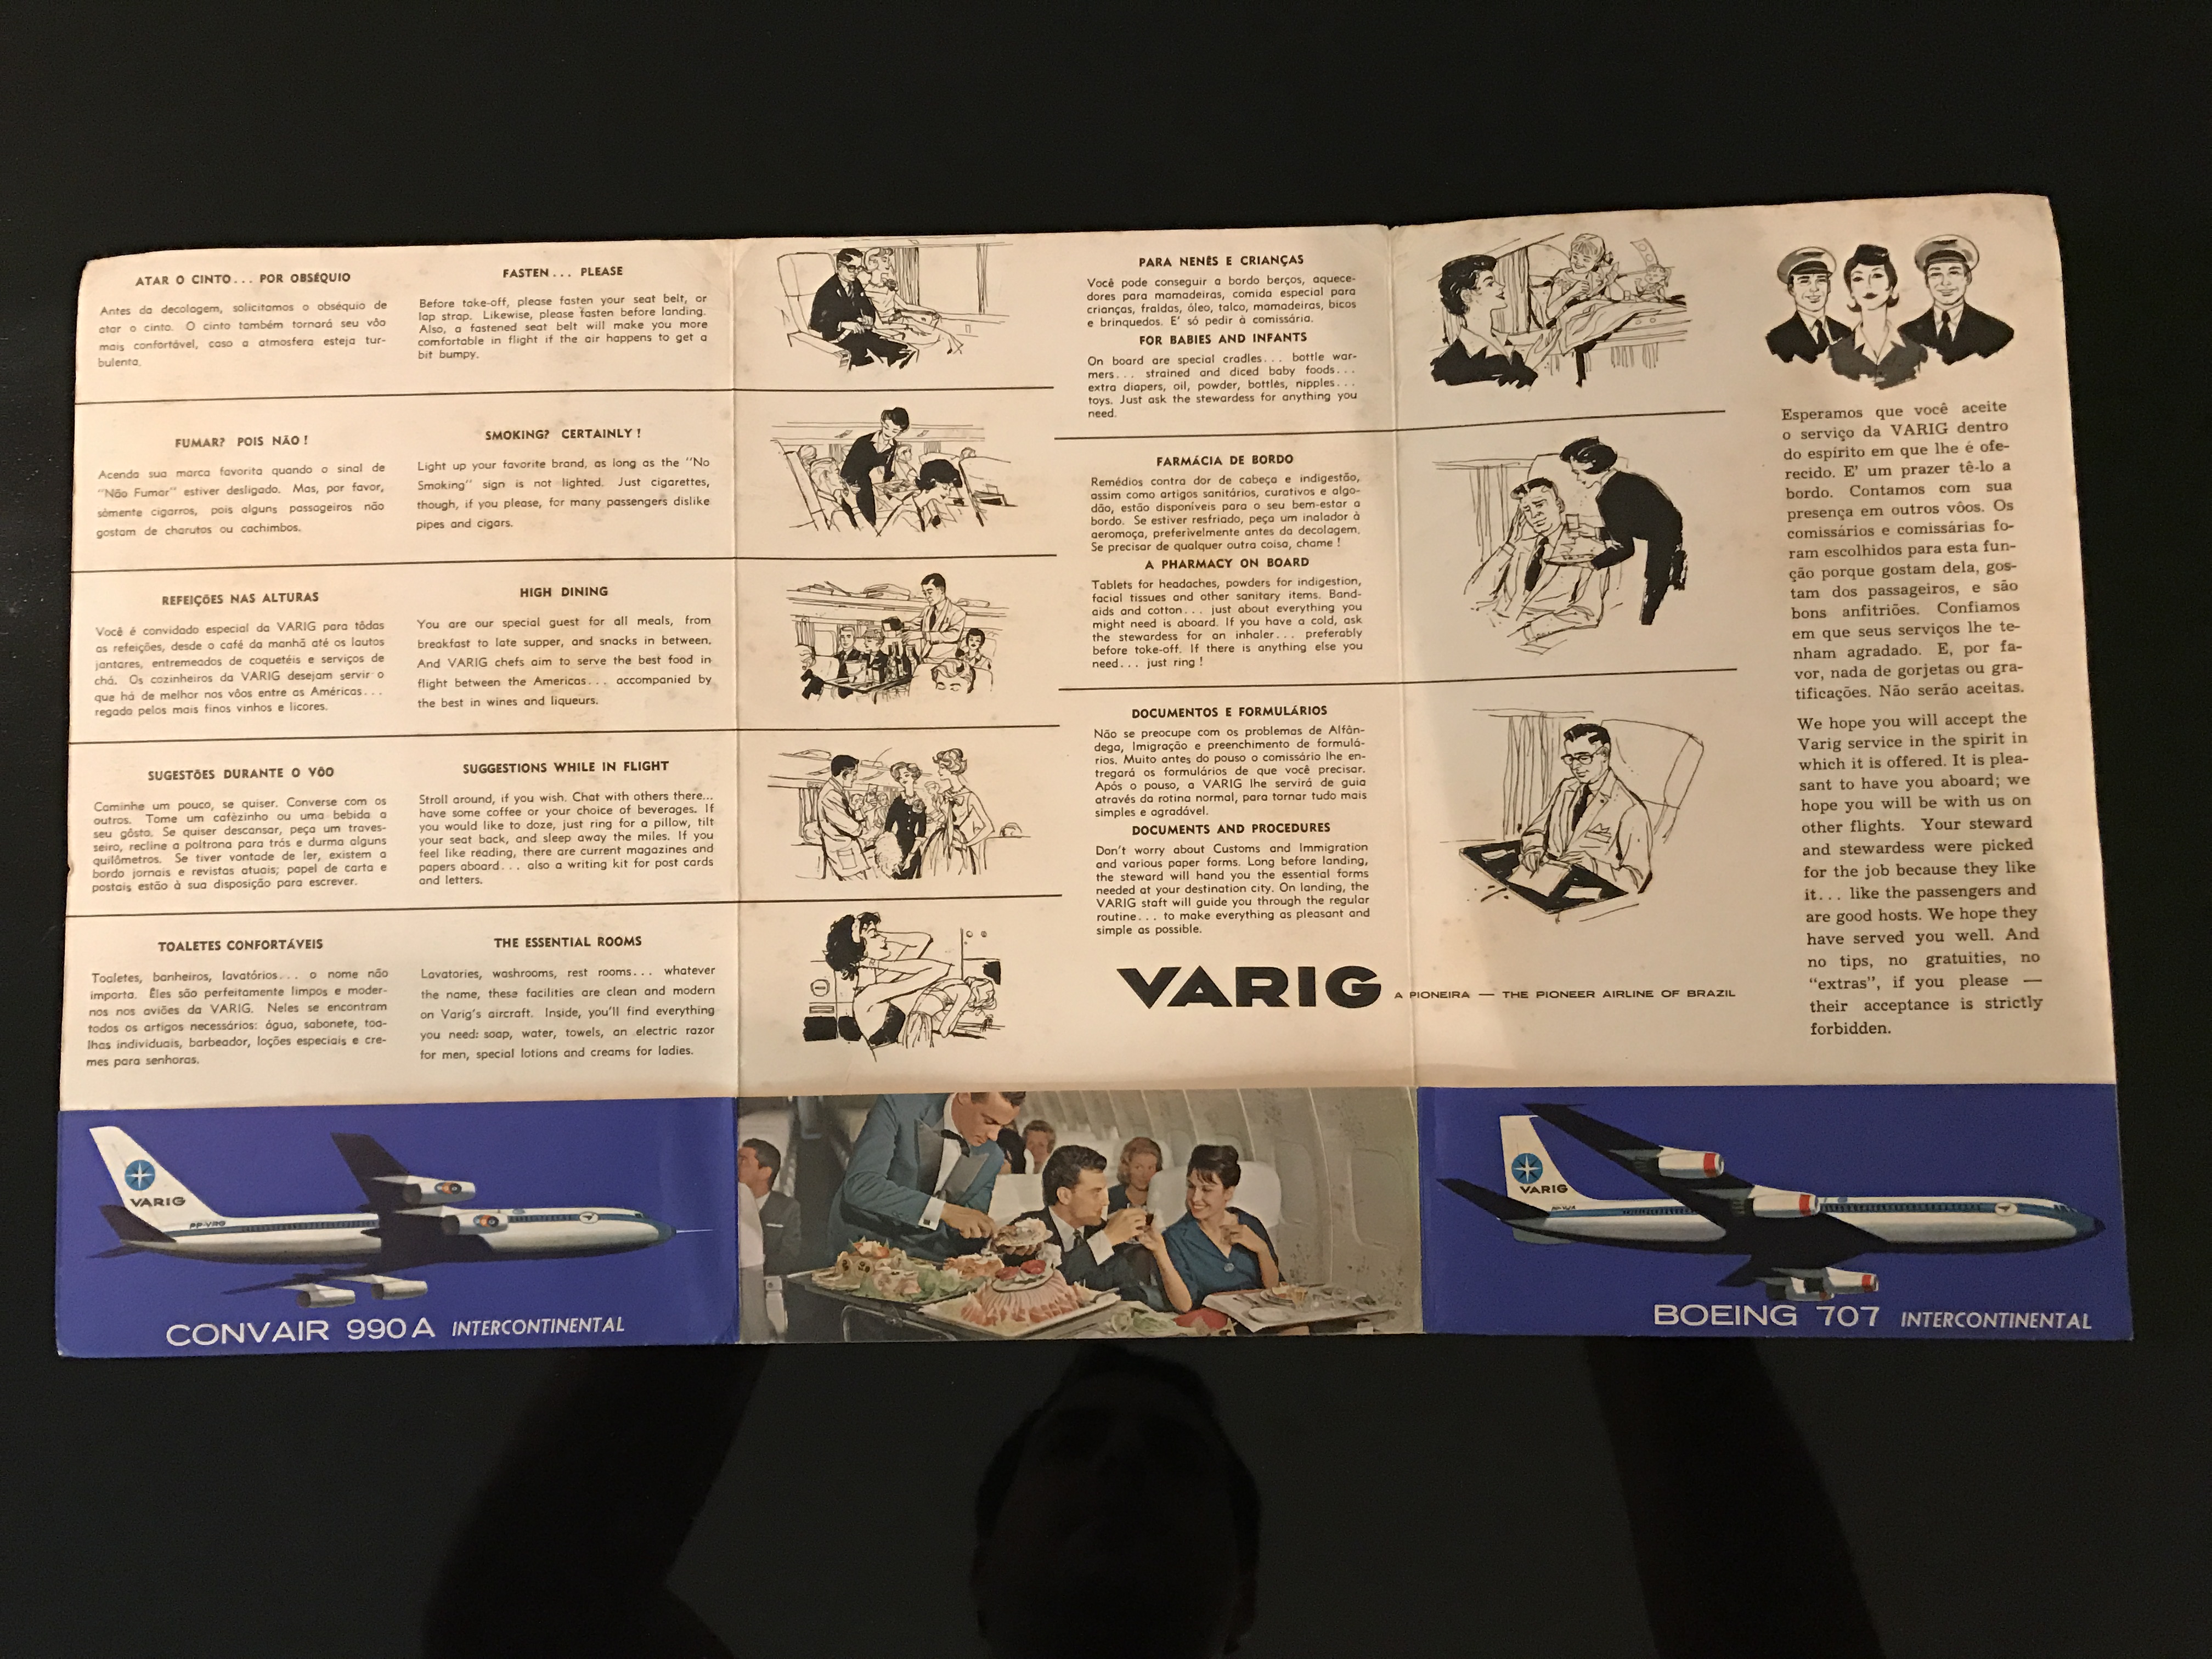 ATAR O CINTO... POR OBSÉQUIO
Antes da decolagem, solicitamos o obséquio de
atar o cinto. O cinto também tornará seu vôo
mais confortável, caso a atmosfera esteja tur-
bulenta.
FASTEN... PLEASE
Before take-off, please fasten your seat belt, or
lap strap. Likewise, please fasten before landing.
Also, a fastened seat belt will make you more
comfortable in flight if the air happens to get a
bit bumpy.
FUMAR? POIS NÃO!
Acenda sua marca favorita quando o sinal de
"Não Fumar" estiver desligado. Mas, por favor,
sòmente cigarros, pois alguns passageiros não
gostam de charutos ou cachimbos.
SMOKING? CERTAINLY!
Light up your favorite brand, as long as the "No
Smoking" sign is not lighted. Just cigarettes,
though, if you please, for many passengers dislike
pipes and cigars.
REFEIÇÕES NAS ALTURAS
Você é convidado especial da VARIG para tôdas
as refeições, desde o café da manhã até os lautos
jantares, entremeados de coquetéis e serviços de
chá. Os cozinheiros da VARIG desejam servir o
que há de melhor nos vôos entre as Américas...
regado pelos mais finos vinhos e licores.
HIGH DINING
You are our special guest for all meals, from
breakfast to late supper, and snacks in between.
And VARIG chefs aim to serve the best food in
flight between the Americas... accompanied by
the best in wines and liqueurs.
SUGESTÕES DURANTE O VÔO
Caminhe um pouco, se quiser. Converse com os
outros. Tome um cafèzinho ou uma bebida a
seu gôsto. Se quiser descansar, peça um traves-
seiro, recline a poltrona para trás e durma alguns
quilômetros. Se tiver vontade de ler, existem a
bordo jornais e revistas atuais; papel de carta e
postais estão à sua disposição para escrever.
SUGGESTIONS WHILE IN FLIGHT
Stroll around, if you wish. Chat with others there...
have some coffee or your choice of beverages. If
you would like to doze, just ring for a pillow, tilt
your seat back, and sleep away the miles. If you
feel like reading, there are current magazines and
papers aboard... also a writing kit for post cards
and letters.
TOALETES CONFORTÁVEIS
Toaletes, banheiros, lavatórios... o nome não
importa. Êles são perfeitamente limpos e moder-
nos nos aviões da VARIG. Neles se encontram
todos os artigos necessários: água, sabonete, toa-
lhas individuais, barbeador, loções especiais e cre-
mes para senhoras.
THE ESSENTIAL ROOMS
Lavatories, washrooms, rest rooms... whatever
the name, these facilities are clean and modern
on Varig's aircraft. Inside, you'll find everything
you need: soap, water, towels, an electric razor
for men, special lotions and creams for ladies.
PARA NENÊS E CRIANÇAS
Você pode conseguir a bordo berços, aquece-
dores para mamadeiras, comida especial para
crianças, fraldas, óleo, talco, mamadeiras, bicos
e brinquedos. E' só pedir à comissária.
FOR BABIES AND INFANTS
On board are special cradles... bottle war-
mers... strained and diced baby foods...
extra diapers, oil, powder, bottles, nipples...
toys. Just ask the stewardess for anything you
need.
FARMÁCIA DE BORDO
Remédios contra dor de cabeça e indigestão,
assim como artigos sanitários, curativos e algo-
dão, estão disponíveis para o seu bem-estar a
bordo. Se estiver resfriado, peça um inalador à
aeromoça, preferivelmente antes da decolagem.
Se precisar de qualquer outra coisa, chame!
A PHARMACY ON BOARD
Tablets for headaches, powders for indigestion,
facial tissues and other sanitary items. Band-
aids and cotton... just about everything you
might need is aboard. If you have a cold, ask
the stewardess for an inhaler... preferably
before toke-off. If there is anything else you
need... just ring!
DOCUMENTOS E FORMULÁRIOS
Não se preocupe com os problemas de Alfân-
dega, Imigração e preenchimento de formulá-
rios. Muito antes do pouso o comissário lhe en-
tregará os formulários de que você precisar.
Após o pouso, a VARIG lhe servirá de guia
através da rotina normal, para tornar tudo mais
simples e agradável.
DOCUMENTS AND PROCEDURES
Don't worry about Customs and Immigration
and various paper forms. Long before landing,
the steward will hand you the essential forms
needed at your destination city. On landing, the
VARIG staff will guide you through the regular
routine... to make everything as pleasant and
simple as possible.
VARIG A PIONEIRA — THE PIONEER AIRLINE OF BRAZIL
Esperamos que você aceite
o serviço da VARIG dentro
do espírito em que lhe é ofe-
recido. E' um prazer tê-lo a
bordo. Contamos com sua
presença em outros vôos. Os
comissários e comissárias fo-
ram escolhidos para esta fun-
ção porque gostam dela, gos-
tam dos passageiros, e são
bons anfitriões. Confiamos
em que seus serviços lhe te-
nham agradado. E, por fa-
vor, nada de gorjetas ou gra-
tificações. Não serão aceitas.
We hope you will accept the
Varig service in the spirit in
which it is offered. It is plea-
sant to have you aboard; we
hope you will be with us on
other flights. Your steward
and stewardess were picked
for the job because they like
it... like the passengers and
are good hosts. We hope they
have served you well. And
no tips, no gratuities, no
"extras", if you please —
their acceptance is strictly
forbidden.
VARIG
PP-VRG
CONVAIR 990A INTERCONTINENTAL
VARIG
BOEING 707 INTERCONTINENTAL